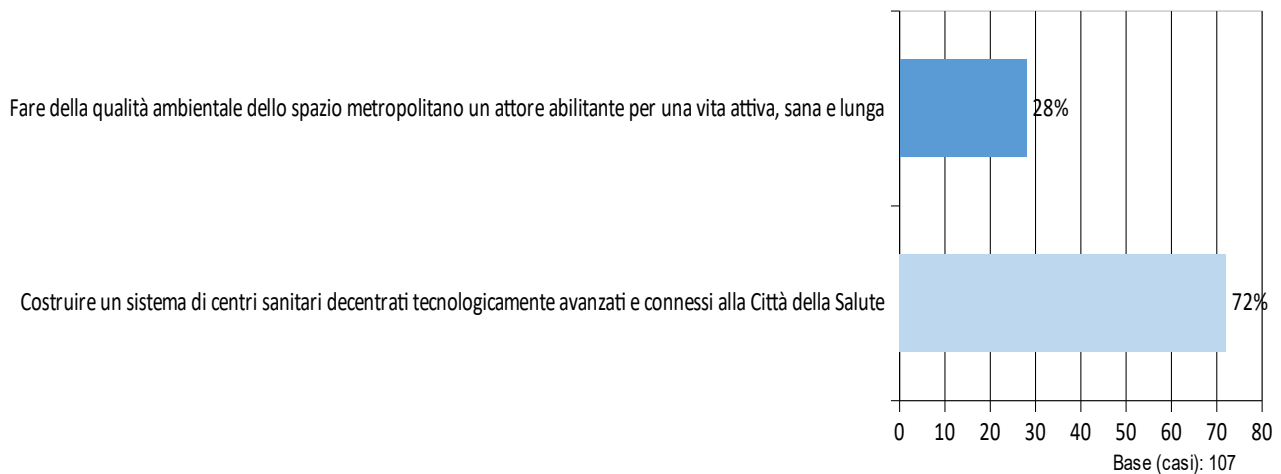 Fare della qualità ambientale dello spazio metropolitano un attore abilitante per una vita attiva, sana e lunga
28%
Costruire un sistema di centri sanitari decentrati tecnologicamente avanzati e connessi alla Città della Salute
72%
0 10 20 30 40 50 60 70 80
Base (casi): 107